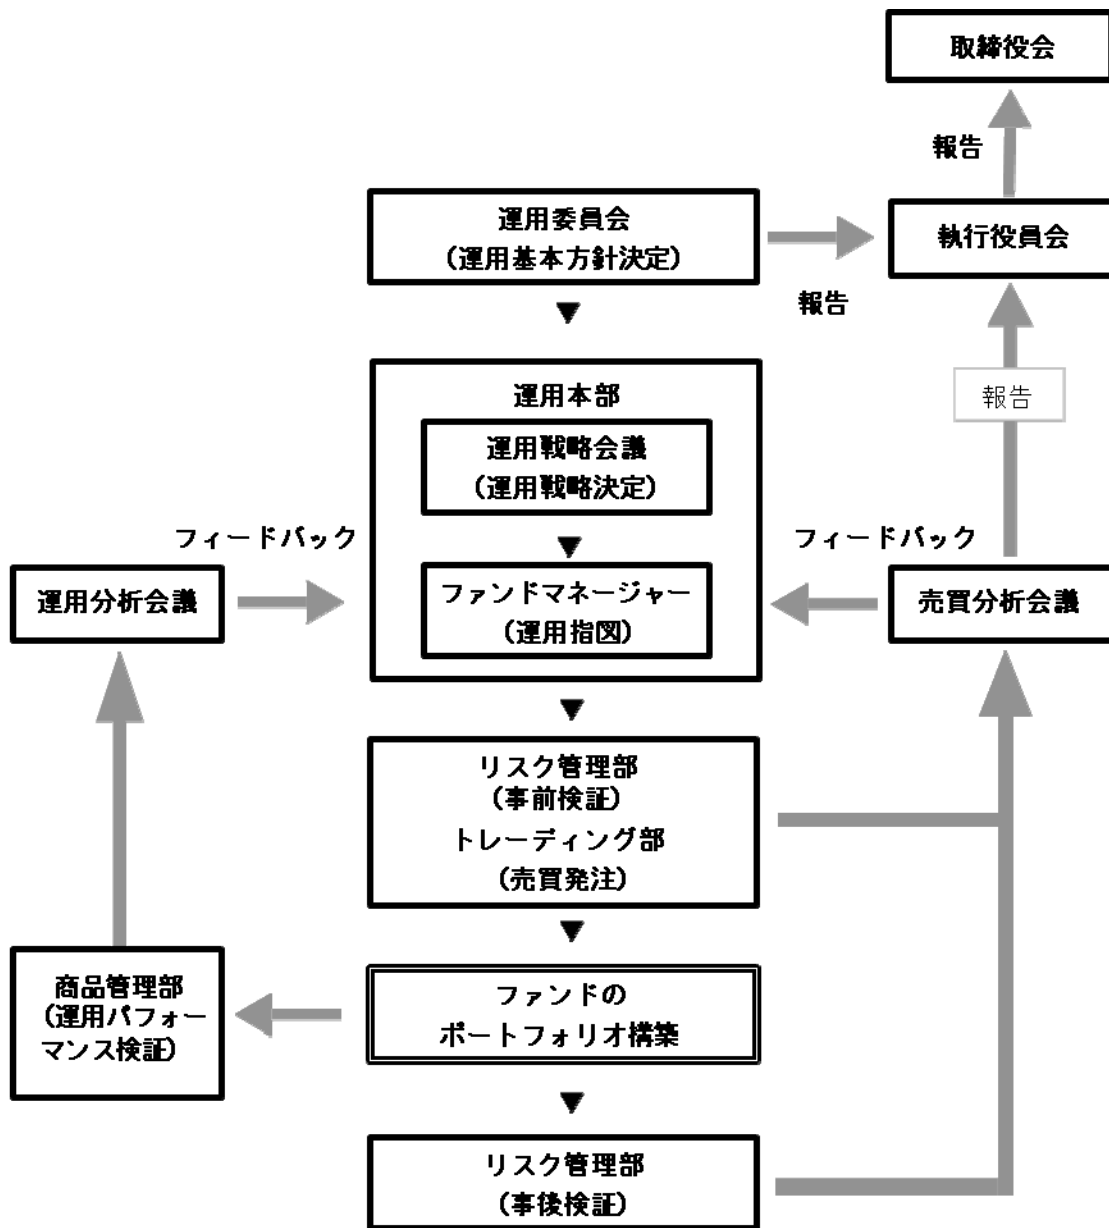 取締役会
報告
運用委員会
(運用基本方針決定)
執行役員会
報告
運用本部
報告
運用戦略会議
(運用戦略決定)
フィードバック
フィードバック
運用分析会議
ファンドマネージャー
(運用指図)
売買分析会議
リスク管理部
(事前検証)
トレーディング部
(売買発注)
商品管理部
(運用パフォー
マンス検証)
ファンドの
ポートフォリオ構築
リスク管理部
(事後検証)